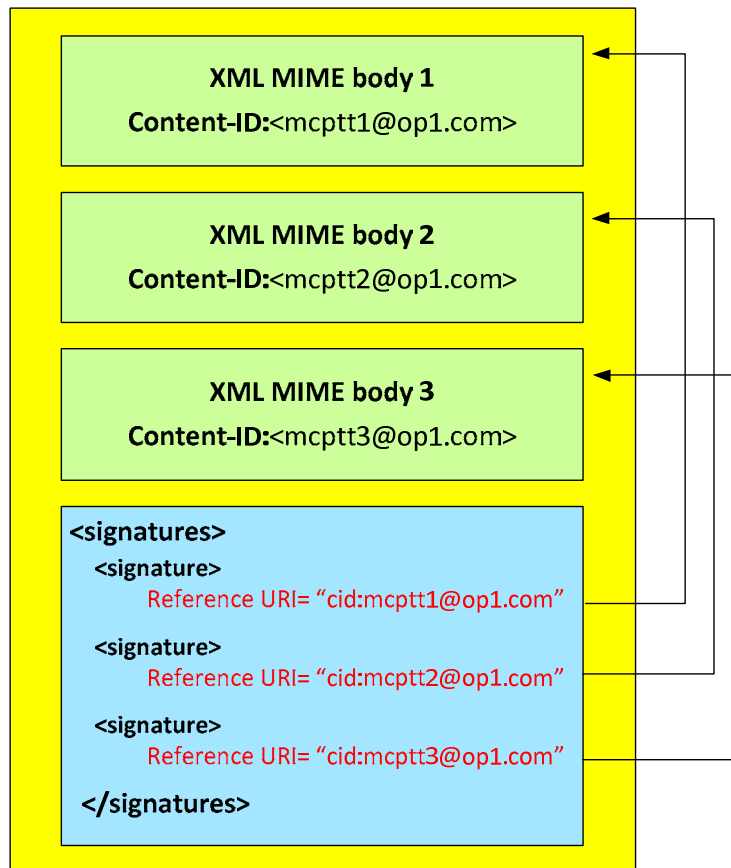 XML MIME body 1
Content-ID:<mcptt1@op1.com>
XML MIME body 2
Content-ID:<mcptt2@op1.com>
XML MIME body 3
Content-ID:<mcptt3@op1.com>
<signatures>
<signature>
Reference URI= “cid:mcptt1@op1.com”
<signature>
Reference URI= “cid:mcptt2@op1.com”
<signature>
Reference URI= “cid:mcptt3@op1.com”
</signatures>